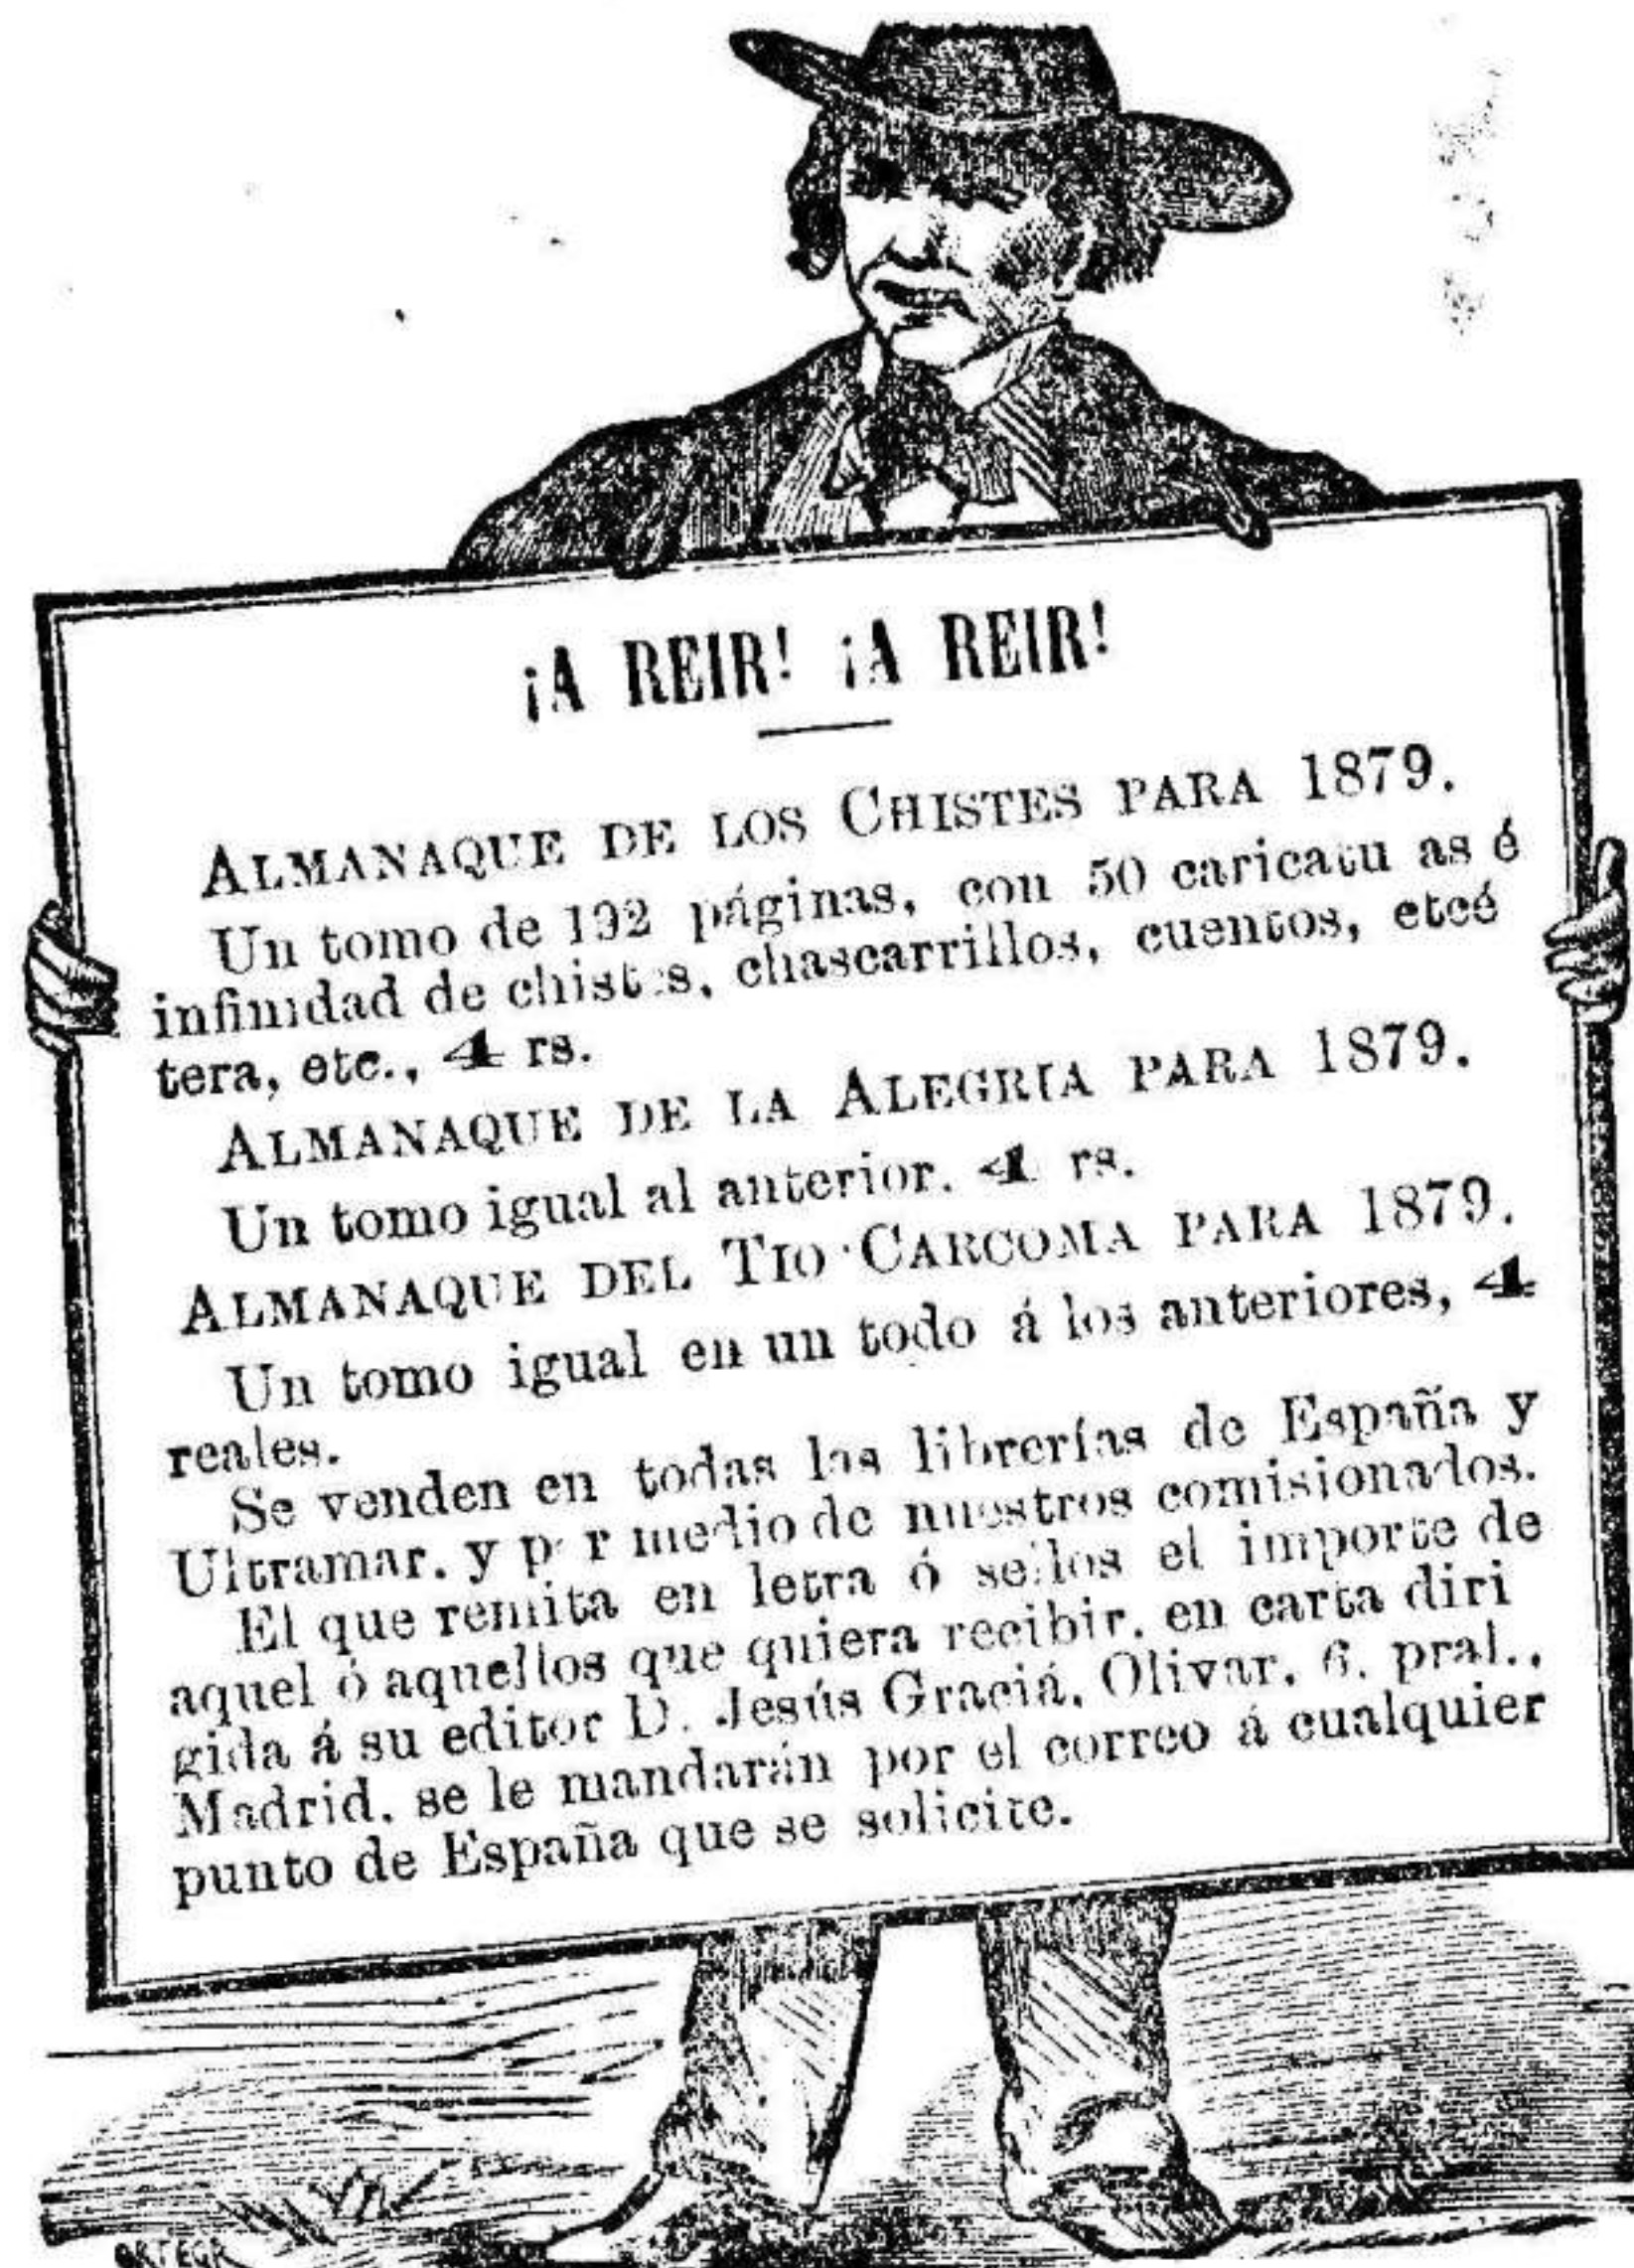 ¡A REIR! ¡A REIR!
ALMANAQUE DE LOS CHISTES PARA 1879.
Un tomo de 192 páginas, con 50 caricatu as é
infinidad de chistes, chascarrillos, cuentos, etcé
tera, etc., 4 rs.
ALMANAQUE DE LA ALEGRIA PARA 1879.
Un tomo igual al anterior. 4 rs.
ALMANAQUE DEL TIO CARCOMA PARA 1879.
Un tomo igual en un todo á los anteriores, 4
reales.
Se venden en todas las librerías de España y
Ultramar, y por medio de nuestros comisionados.
El que remita en letra ó sellos el importe de
aquel ó aquellos que quiera recibir, en carta diri
gida á su editor D. Jesús Graciá, Olivar, 6, pral.,
Madrid, se le mandarán por el correo á cualquier
punto de España que se solicite.
ORTEGA